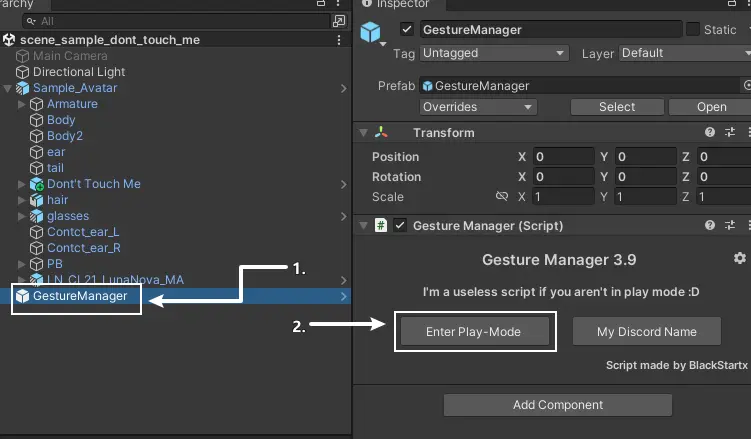 erarchy
All
scene_sample_dont_touch_me
Main Camera
Directional Light
Sample_Avatar
Armature
Body
Body2
ear
tail
Dont't Touch Me
hair
glasses
Contct_ear_L
Contct_ear_R
PB
LN_CL21_LunaNova_MA
GestureManager
1.
2.
Inspector
GestureManager
Static
Tag Untagged Layer Default
Prefab GestureManager
Overrides Select Open
Transform
Position X 0 Y 0 Z 0
Rotation X 0 Y 0 Z 0
Scale X 1 Y 1 Z 1
# Gesture Manager (Script)
Gesture Manager 3.9
I'm a useless script if you aren't in play mode :D
Enter Play-Mode My Discord Name
Script made by BlackStartx
Add Component